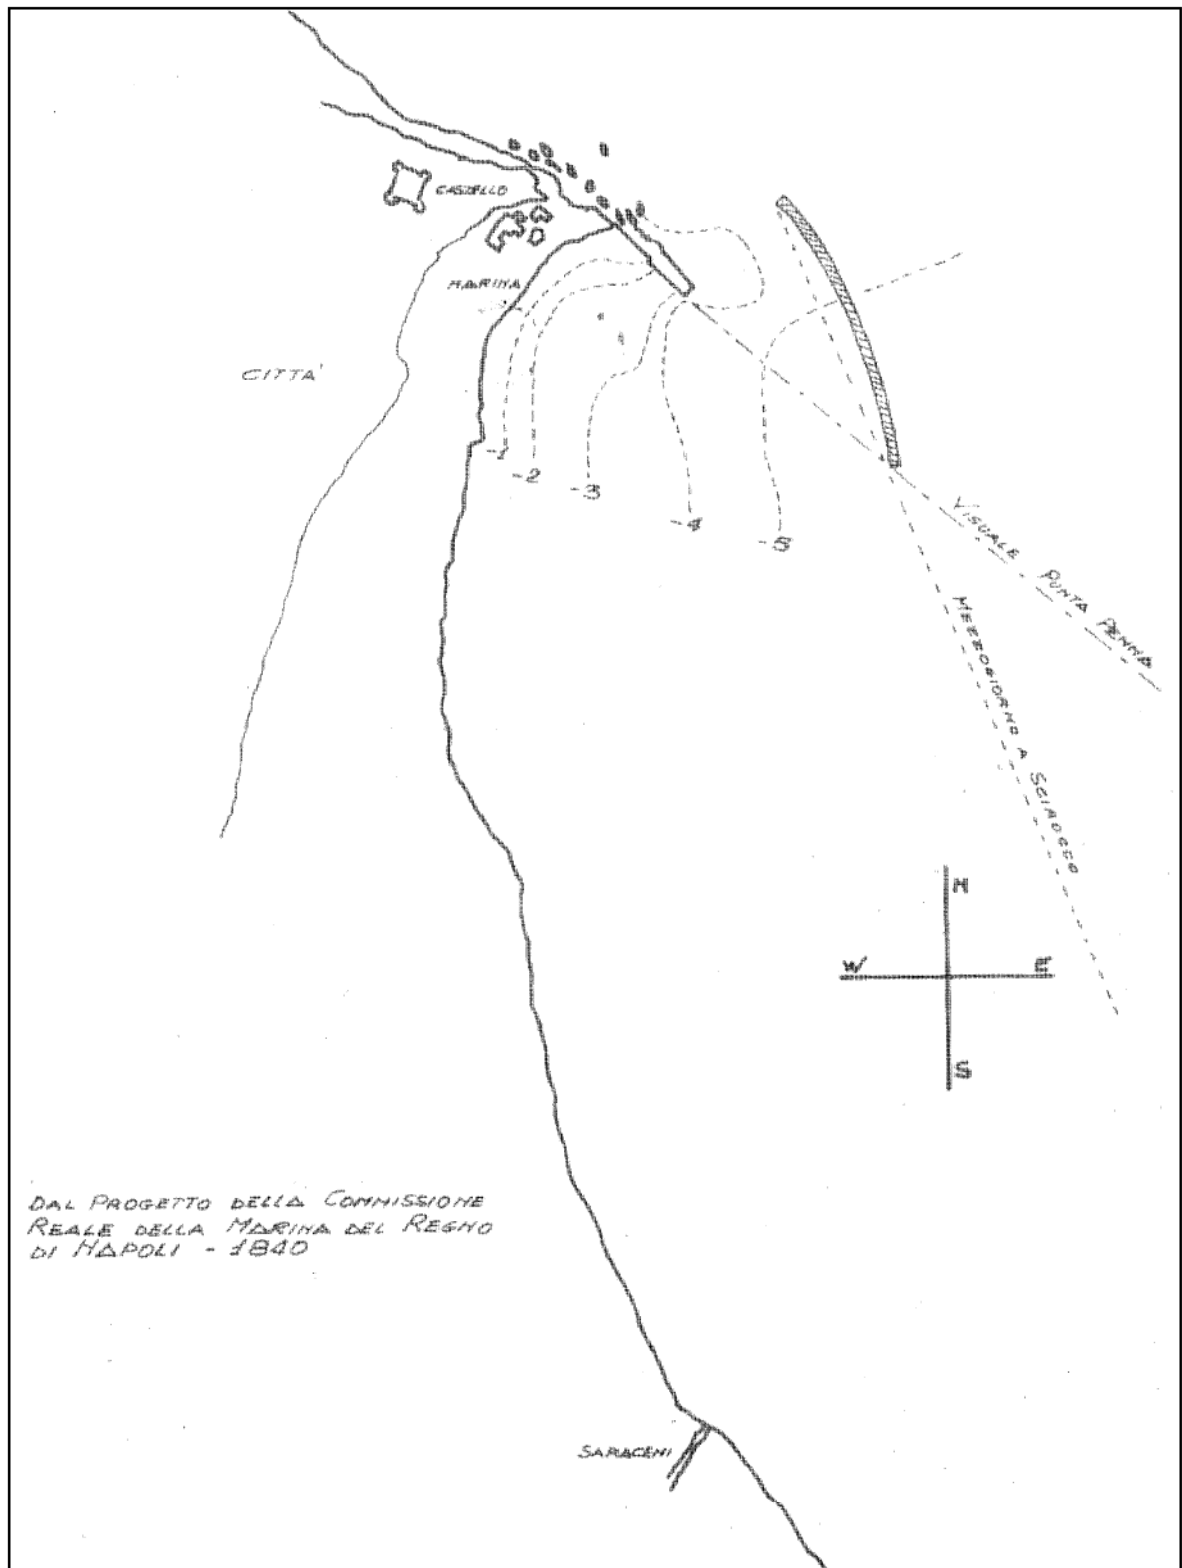 CASTELLO
MARINA
CITTA'
-1
-2
-3
-4
-5
VISUALE PUNTA PENNA
MEZZOGIORNO A SCIROCCO
N
W
E
S
DAL PROGETTO DELLA COMMISSIONE
REALE DELLA MARINA DEL REGNO
DI NAPOLI - 1840
SARACENI